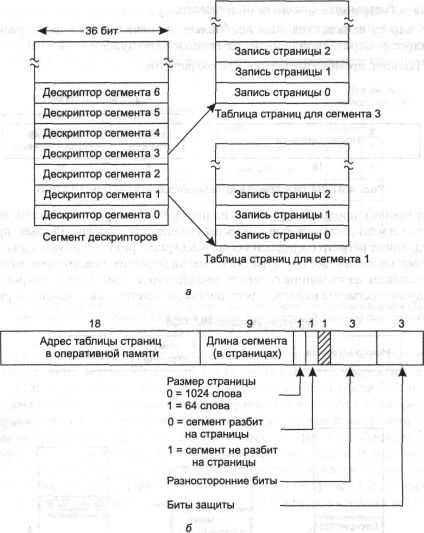 36 бит
Дескриптор сегмента 6
Дескриптор сегмента 5
Дескриптор сегмента 4
Дескриптор сегмента 3
Дескриптор сегмента 2
Дескриптор сегмента 1
Дескриптор сегмента 0
Сегмент дескрипторов
Запись страницы 2
Запись страницы 1
Запись страницы 0
Таблица страниц для сегмента 3
Запись страницы 2
Запись страницы 1
Запись страницы 0
Таблица страниц для сегмента 1
а
18 9 1 1 1 3 3
Адрес таблицы страниц
в оперативной памяти
Длина сегмента
(в страницах)
Размер страницы
0 = 1024 слова
1 = 64 слова
0 = сегмент разбит
на страницы
1 = сегмент не разбит
на страницы
Разносторонние биты
Биты защиты
б